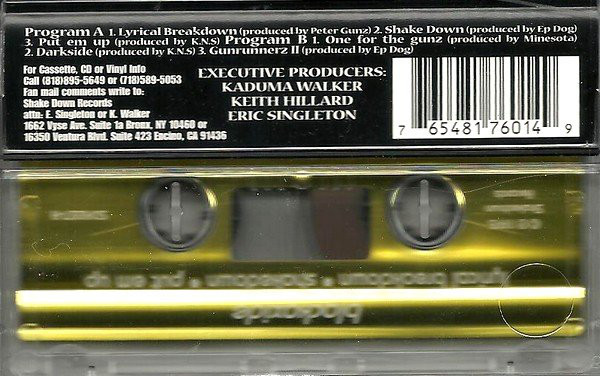 Program A 1. Lyrical Breakdown (produced by Peter Gunz) 2. Shake Down (produced by Ep Dog)
3. Put em up (produced by K.N.S) Program B 1. One for the gunz (produced by Minesota)
2. Darkside (produced by K.N.S) 3. Gunrunnerz II (produced by Ep Dog)
For Cassette, CD or Vinyl Info
Call (818)895-5649 or (718)589-5053
Fan mail comments write to:
Shake Down Records
attn: E. Singleton or K. Walker
1662 Vyse Ave. Suite 1a Bronx, NY 10460 or
16350 Ventura Blvd. Suite 423 Encino, CA 91436
EXECUTIVE PRODUCERS:
KADUMA WALKER
KEITH HILLARD
ERIC SINGLETON
7 65481 76014 9
lyrical breakdown * shakedown * put em up